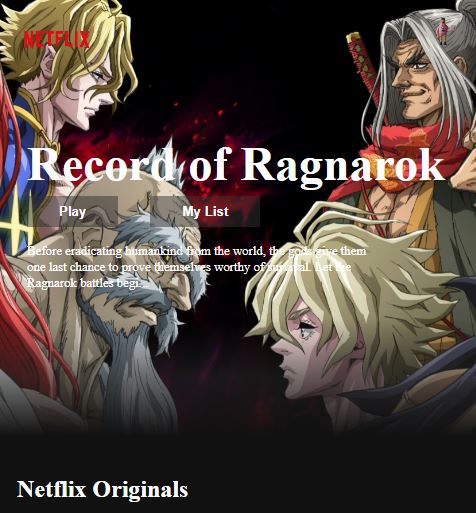 NETFLIX
Record of Ragnarok
Play
My List
Before eradicating humankind from the world, the gods give them
one last chance to prove themselves worthy of survival. Let the
Ragnarok battles begi...
Netflix Originals